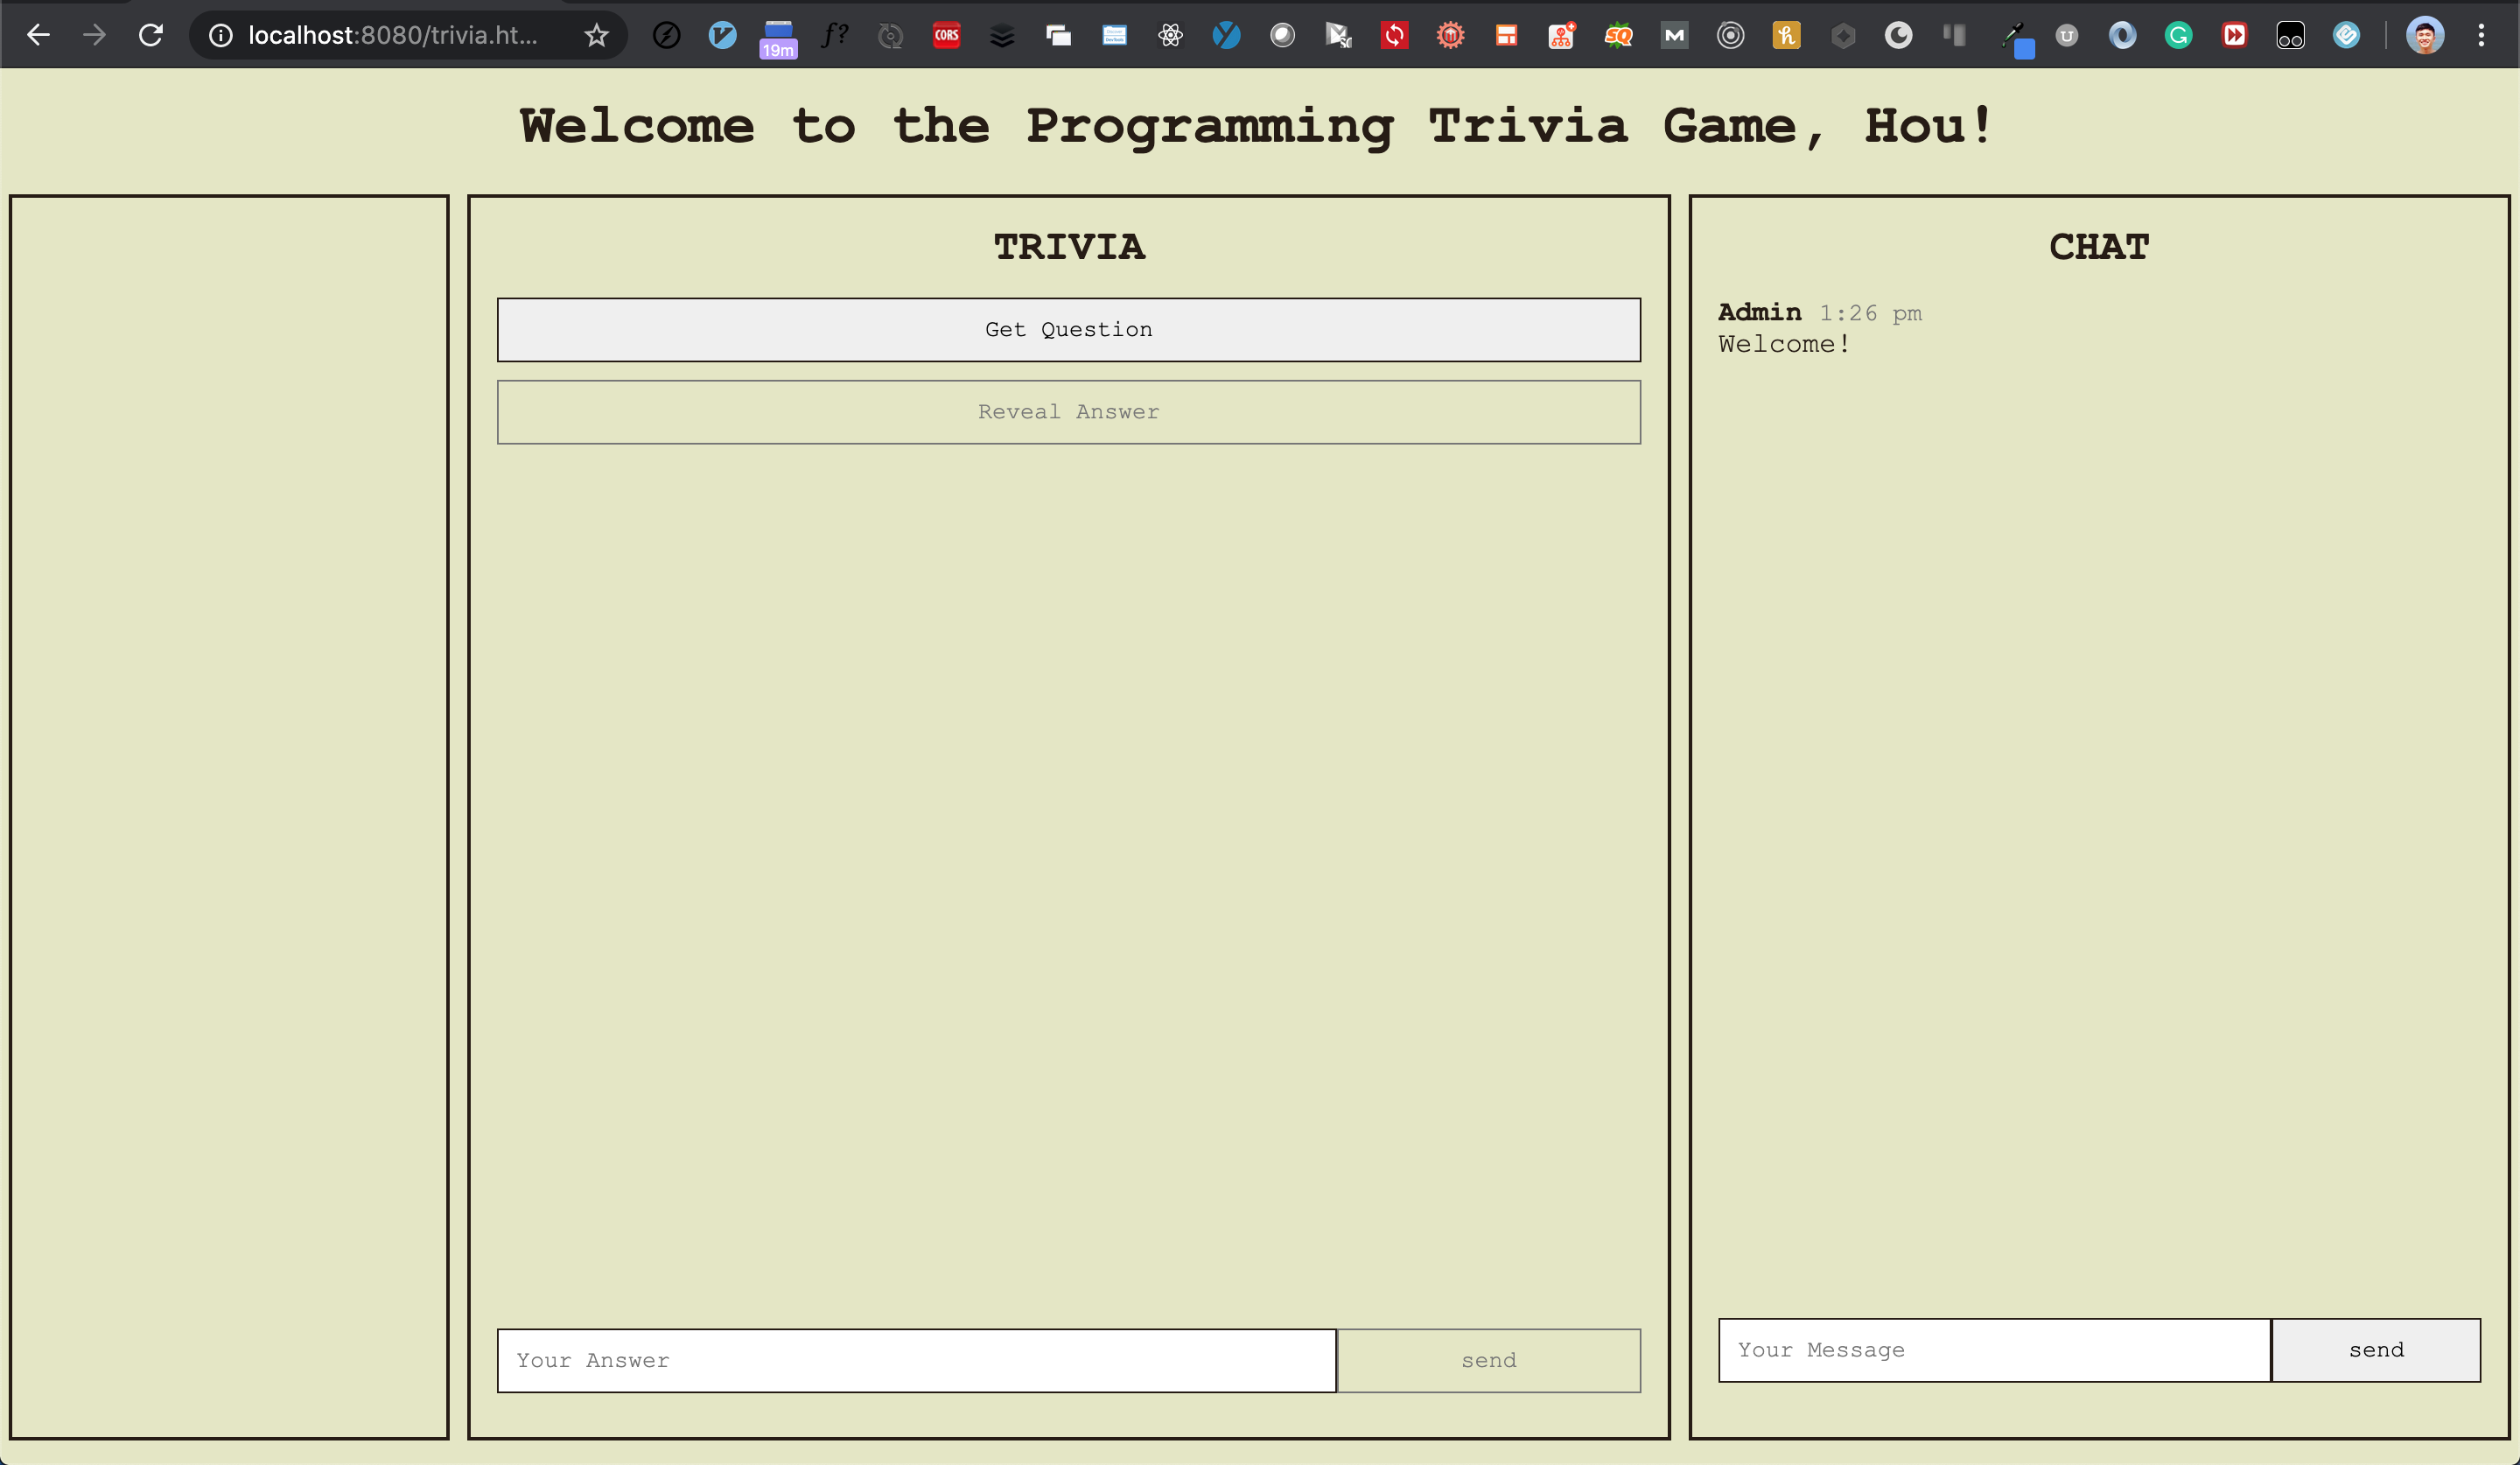 localhost:8080/trivia.ht...
19m
f?
CORS
SQ
Welcome to the Programming Trivia Game, Hou!
TRIVIA
Get Question
Reveal Answer
Your Answer
send
CHAT
Admin 1:26 pm
Welcome!
Your Message
send